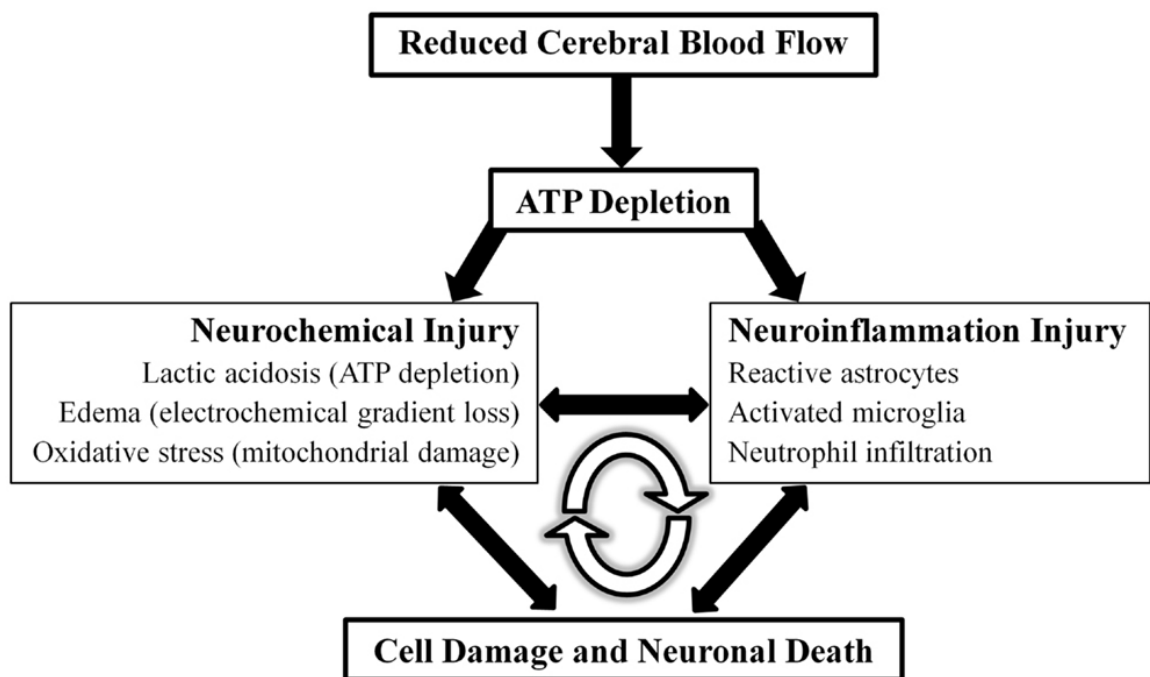 Reduced Cerebral Blood Flow
ATP Depletion
Neurochemical Injury
Lactic acidosis (ATP depletion)
Edema (electrochemical gradient loss)
Oxidative stress (mitochondrial damage)
Neuroinflammation Injury
Reactive astrocytes
Activated microglia
Neutrophil infiltration
Cell Damage and Neuronal Death